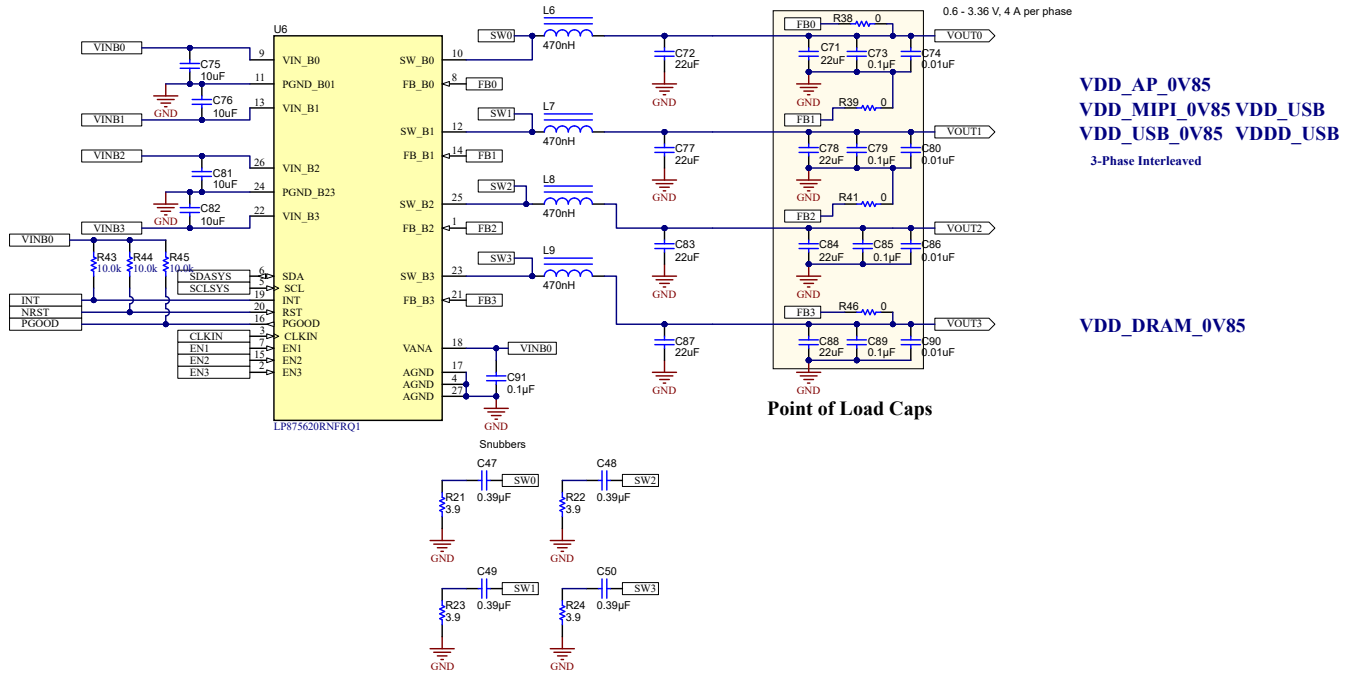 0.6 - 3.36 V, 4 A per phase
L6
470nH
SW0
R38 0
FB0
VOUT0
U6
VINB0
9 VIN_B0
SW_B0 10
C72
22uF
GND
C71
22uF
C73
0.1µF
C74
0.01uF
GND
C75
10uF
11 PGND_B01
FB_B0 8
FB0
GND
C76
10uF
13 VIN_B1
VINB1
R39 0
FB1
L7
470nH
SW1
SW_B1 12
VOUT1
VDD_AP_0V85
VDD_MIPI_0V85 VDD_USB
VDD_USB_0V85 VDDD_USB
3-Phase Interleaved
C77
22uF
GND
C78
22uF
C79
0.1µF
C80
0.01uF
GND
FB_B1 14
FB1
VINB2
26 VIN_B2
C81
10uF
24 PGND_B23
GND
C82
10uF
22 VIN_B3
VINB3
L8
470nH
SW2
SW_B2 25
R41 0
FB2
VOUT2
FB_B2 1
FB2
C83
22uF
GND
C84
22uF
C85
0.1µF
C86
0.01uF
GND
VINB0
R43
10.0k
R44
10.0k
R45
10.0k
L9
470nH
SW3
SW_B3 23
FB_B3 21
FB3
SDASYS 6 SDA
SCLSYS 5 SCL
INT 19 INT
NRST 20 RST
PGOOD 16 PGOOD
CLKIN 3 CLKIN
EN1 7 EN1
EN2 15 EN2
EN3 2 EN3
R46 0
FB3
VOUT3
VDD_DRAM_0V85
C87
22uF
GND
C88
22uF
C89
0.1µF
C90
0.01uF
GND
VANA 18
VINB0
AGND 17
AGND 4
AGND 27
C91
0.1µF
GND
LP875620RNFRQ1
Point of Load Caps
Snubbers
C47
0.39µF
SW0
R21
3.9
GND
C48
0.39µF
SW2
R22
3.9
GND
C49
0.39µF
SW1
R23
3.9
GND
C50
0.39µF
SW3
R24
3.9
GND